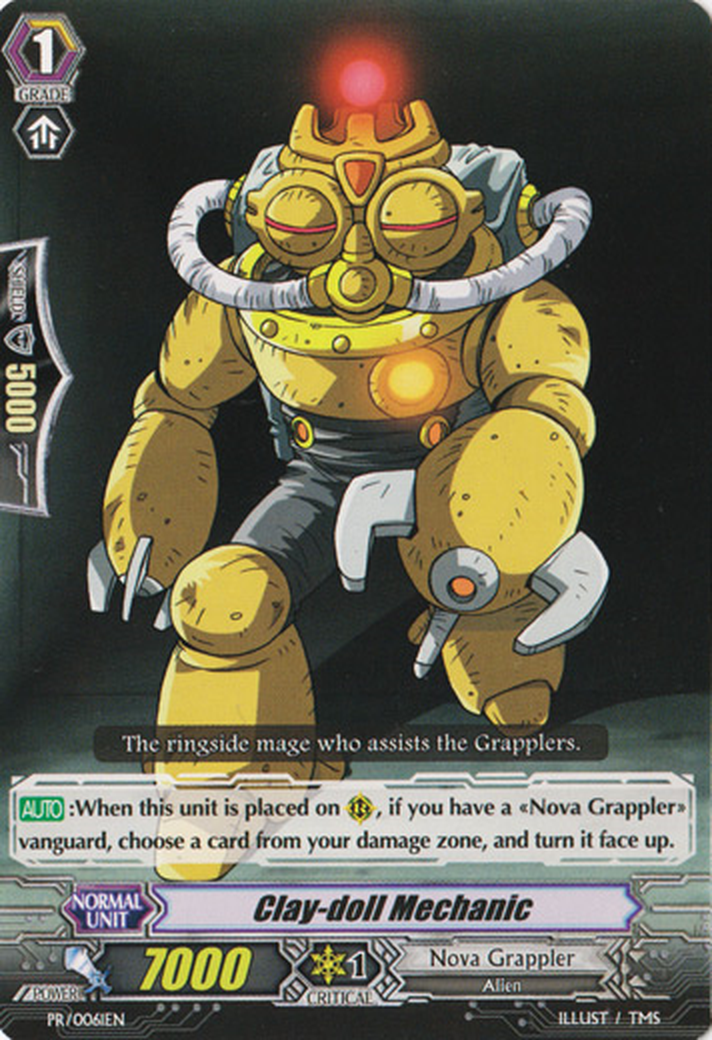 1
GRADE
SHIELD
5000
The ringside mage who assists the Grapplers.
AUTO :When this unit is placed on R, if you have a «Nova Grappler»
vanguard, choose a card from your damage zone, and turn it face up.
NORMAL
UNIT
Clay-doll Mechanic
POWER
7000
1
CRITICAL
Nova Grappler
Alien
PR/0061EN
ILLUST / TMS